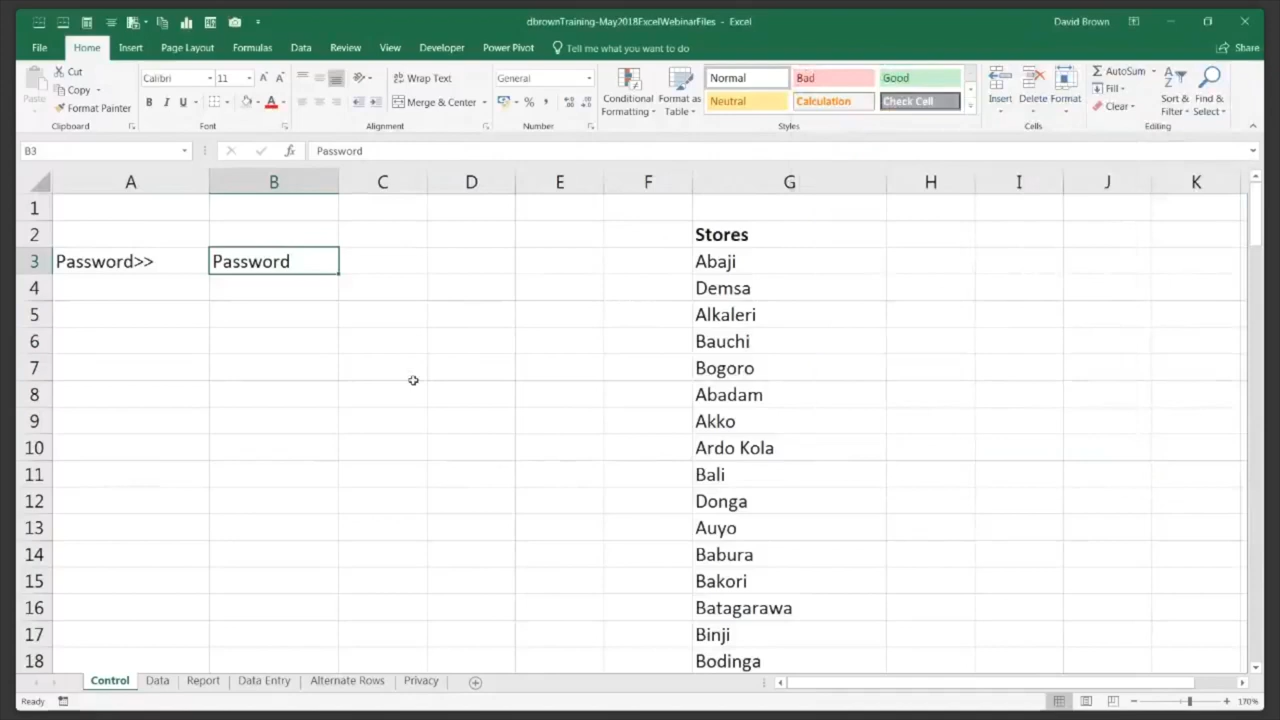 dbrownTraining-May2018ExcelWebinarFiles - Excel
David Brown
File Home Insert Page Layout Formulas Data Review View Developer Power Pivot Tell me what you want to do Share
Paste
Cut
Copy
Format Painter
Clipboard
Calibri 11
B I U
Font
Wrap Text
Merge & Center
Alignment
General
Number
Conditional Formatting
Format as Table
Normal Bad Good
Neutral Calculation Check Cell
Styles
Insert Delete Format
Cells
AutoSum
Fill
Clear
Sort & Filter
Find & Select
Editing
B3 fx Password
A B C D E F G H I J K
1
2 Stores
3 Password>> Password Abaji
4 Demsa
5 Alkaleri
6 Bauchi
7 Bogoro
8 Abadam
9 Akko
10 Ardo Kola
11 Bali
12 Donga
13 Auyo
14 Babura
15 Bakori
16 Batagarawa
17 Binji
18 Bodinga
Control Data Report Data Entry Alternate Rows Privacy
Ready 170%